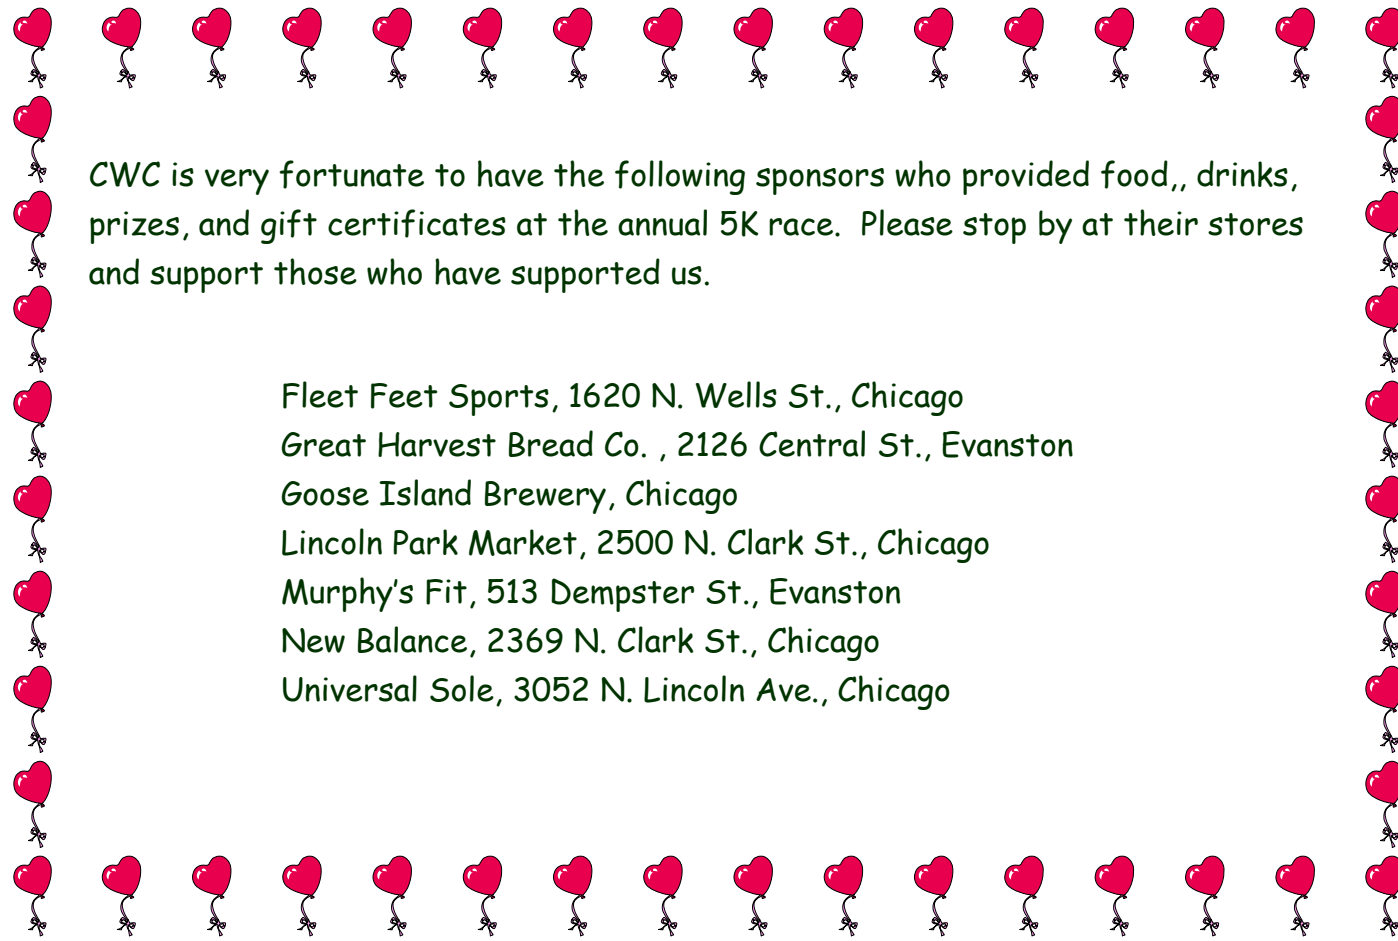 CWC is very fortunate to have the following sponsors who provided food,, drinks,
prizes, and gift certificates at the annual 5K race.  Please stop by at their stores
and support those who have supported us.
Fleet Feet Sports, 1620 N. Wells St., Chicago
Great Harvest Bread Co. , 2126 Central St., Evanston
Goose Island Brewery, Chicago
Lincoln Park Market, 2500 N. Clark St., Chicago
Murphy’s Fit, 513 Dempster St., Evanston
New Balance, 2369 N. Clark St., Chicago
Universal Sole, 3052 N. Lincoln Ave., Chicago